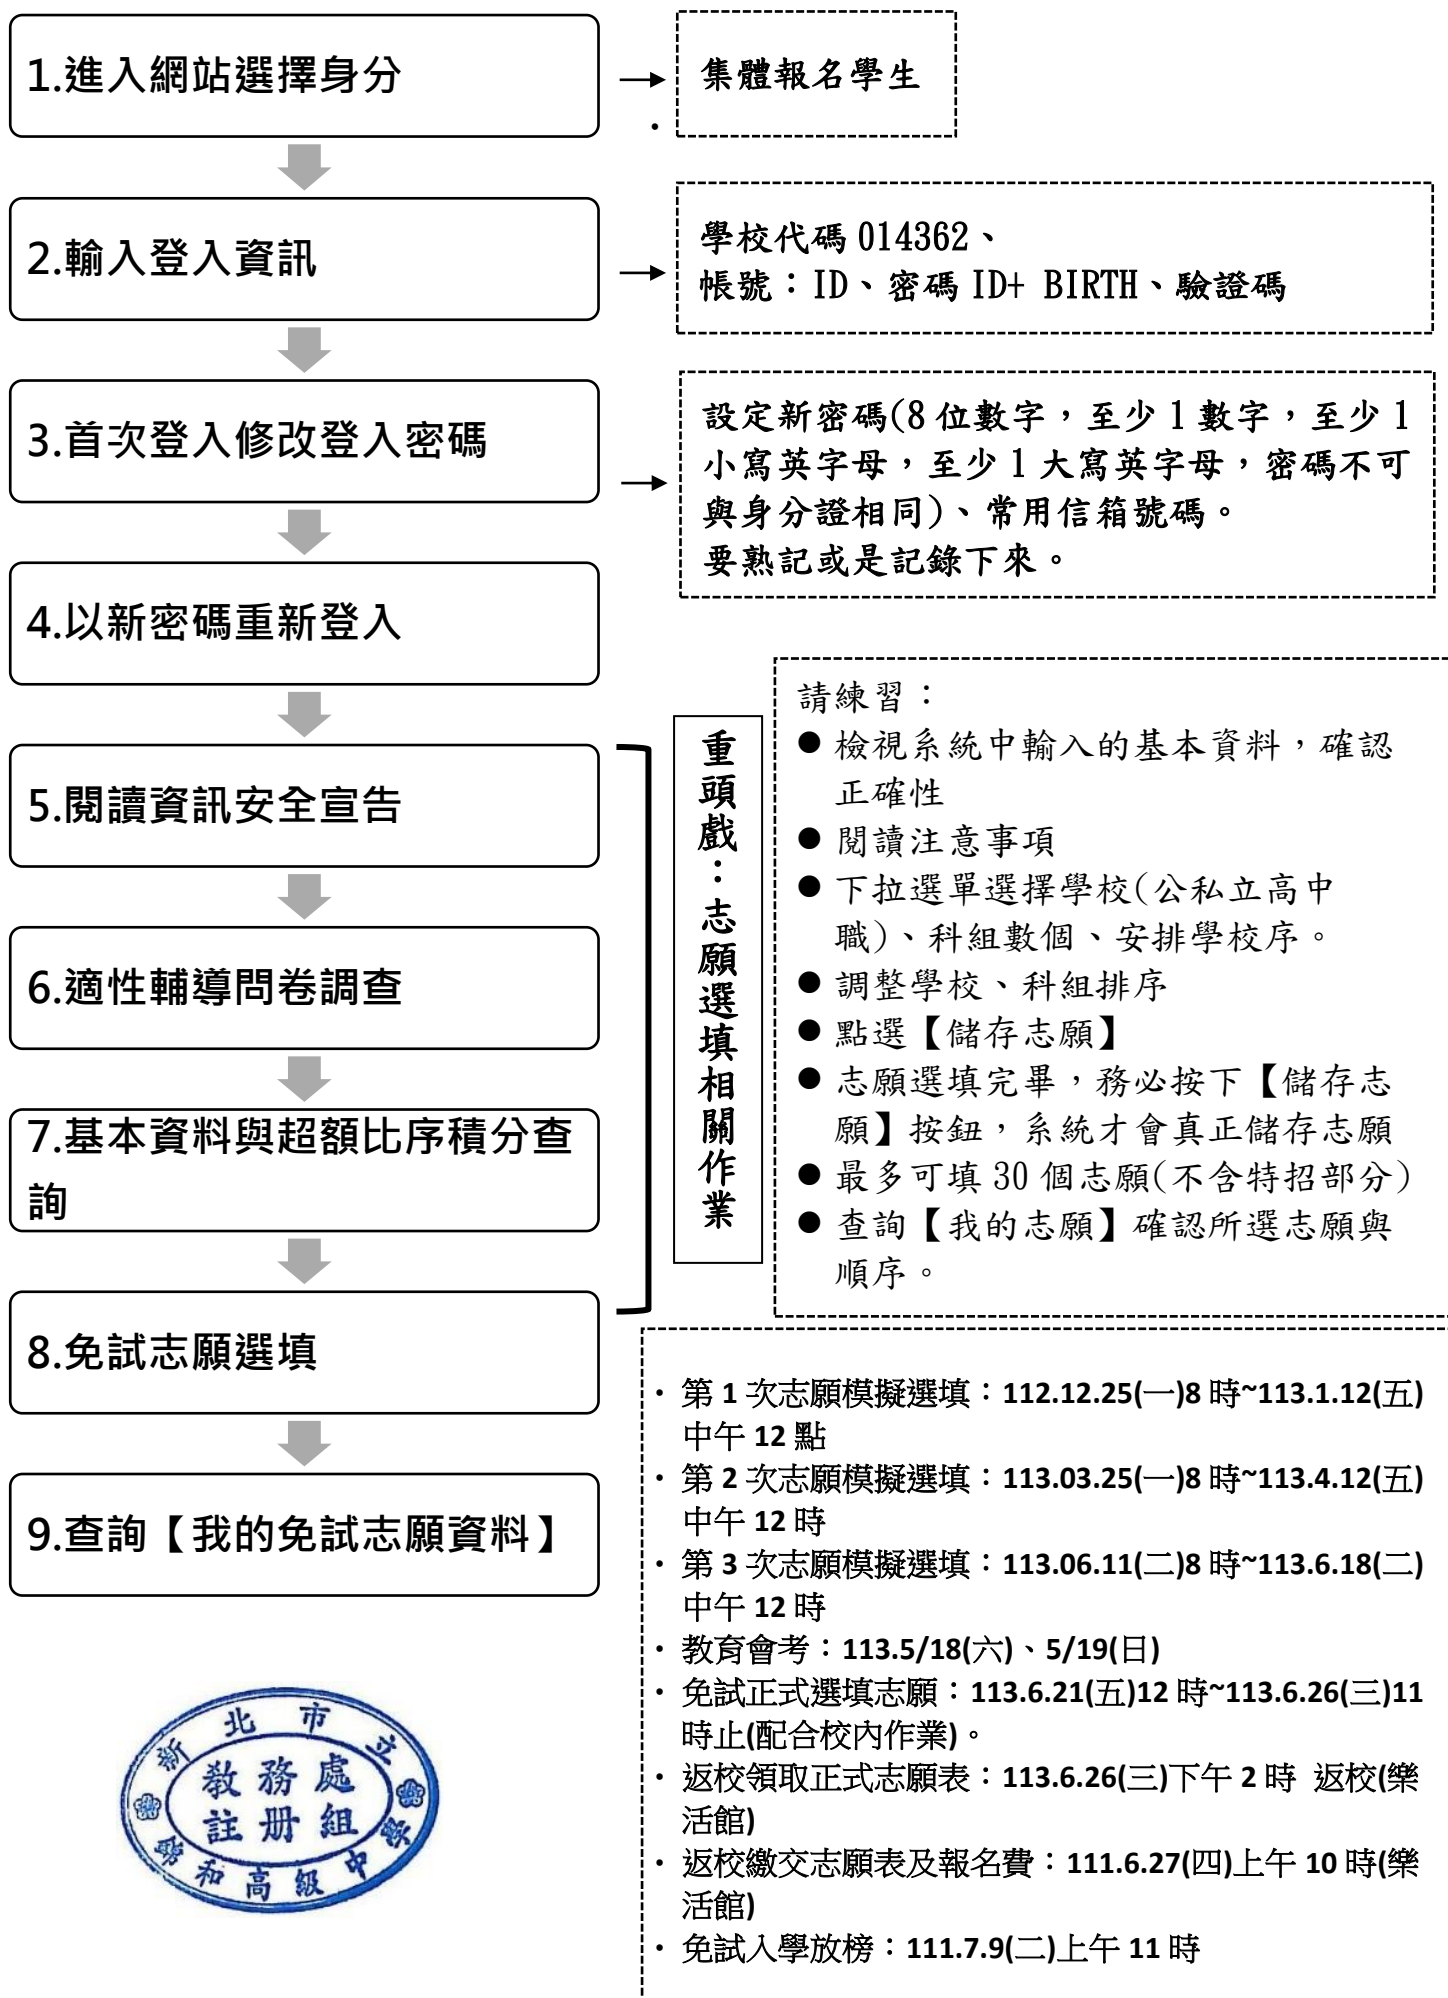 1.進入網站選擇身分
集體報名學生
2.輸入登入資訊
學校代碼 014362、
帳號：ID、密碼 ID+ BIRTH、驗證碼
3.首次登入修改登入密碼
設定新密碼(8 位數字，至少 1 數字，至少 1
小寫英字母，至少 1 大寫英字母，密碼不可
與身分證相同)、常用信箱號碼。
要熟記或是記錄下來。
4.以新密碼重新登入
5.閱讀資訊安全宣告
6.適性輔導問卷調查
7.基本資料與超額比序積分查
詢
8.免試志願選填
9.查詢【我的免試志願資料】
重頭戲：志願選填相關作業
請練習：
● 檢視系統中輸入的基本資料，確認
正確性
● 閱讀注意事項
● 下拉選單選擇學校(公私立高中
職)、科組數個、安排學校序。
● 調整學校、科組排序
● 點選【儲存志願】
● 志願選填完畢，務必按下【儲存志
願】按鈕，系統才會真正儲存志願
● 最多可填 30 個志願(不含特招部分)
● 查詢【我的志願】確認所選志願與
順序。
· 第 1 次志願模擬選填：112.12.25(一)8 時~113.1.12(五)
中午 12 點
· 第 2 次志願模擬選填：113.03.25(一)8 時~113.4.12(五)
中午 12 時
· 第 3 次志願模擬選填：113.06.11(二)8 時~113.6.18(二)
中午 12 時
· 教育會考：113.5/18(六)、5/19(日)
· 免試正式選填志願：113.6.21(五)12 時~113.6.26(三)11
時止(配合校內作業)。
· 返校領取正式志願表：113.6.26(三)下午 2 時 返校(樂
活館)
· 返校繳交志願表及報名費：111.6.27(四)上午 10 時(樂
活館)
· 免試入學放榜：111.7.9(二)上午 11 時
新北市立
錦和高級中學
教務處
註冊組